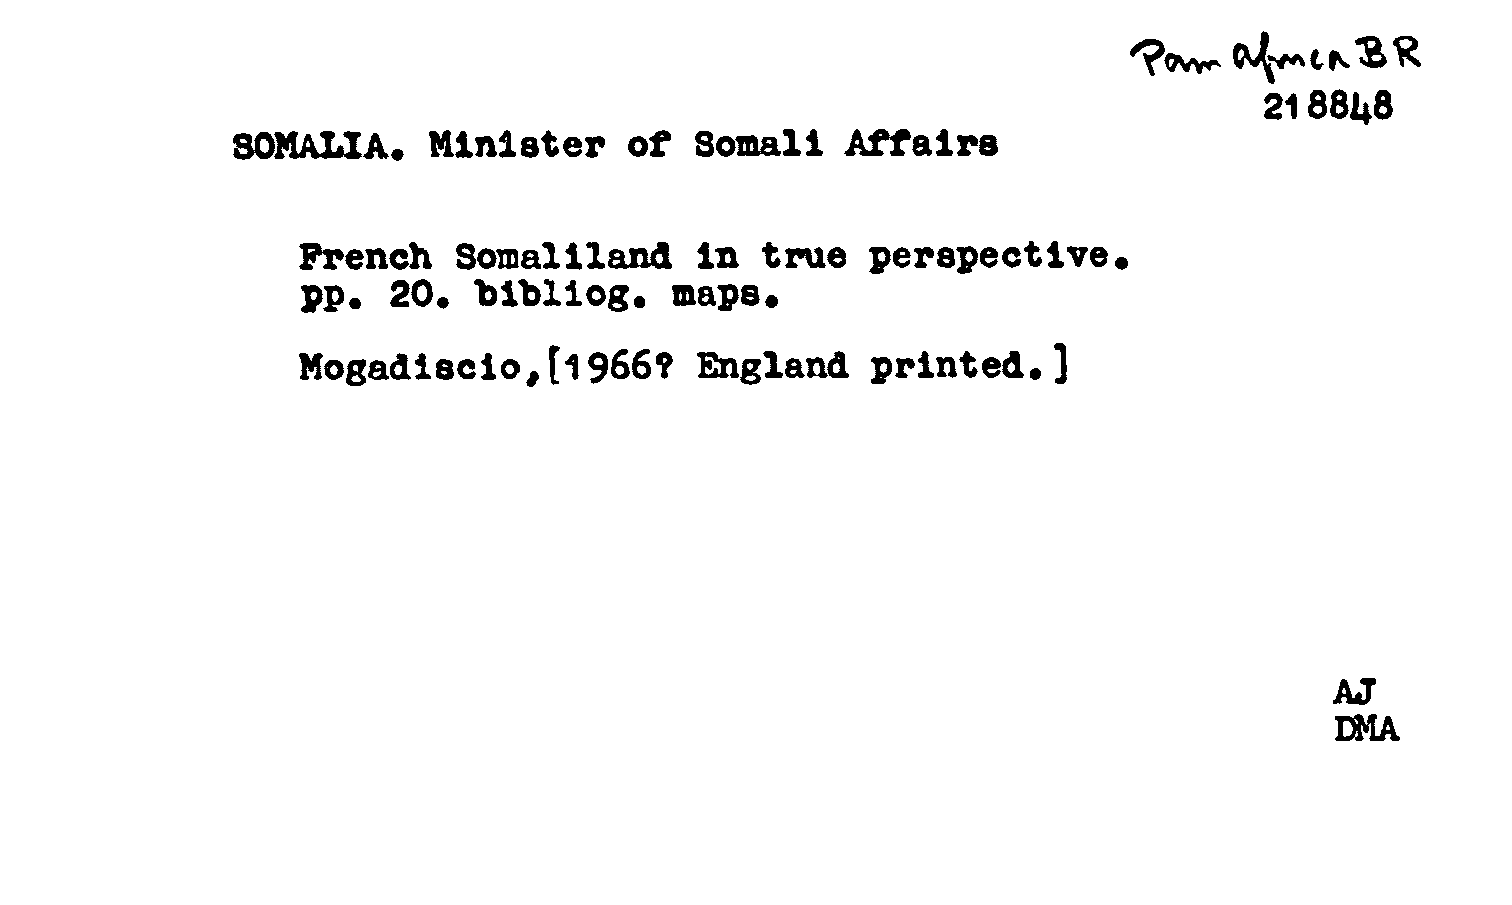 Pam Africa BR
218848
SOMALIA. Minister of Somali Affairs
French Somaliland in true perspective.
pp. 20. bibliog. maps.
Mogadiscio,[1966? England printed.]
AJ
DMA